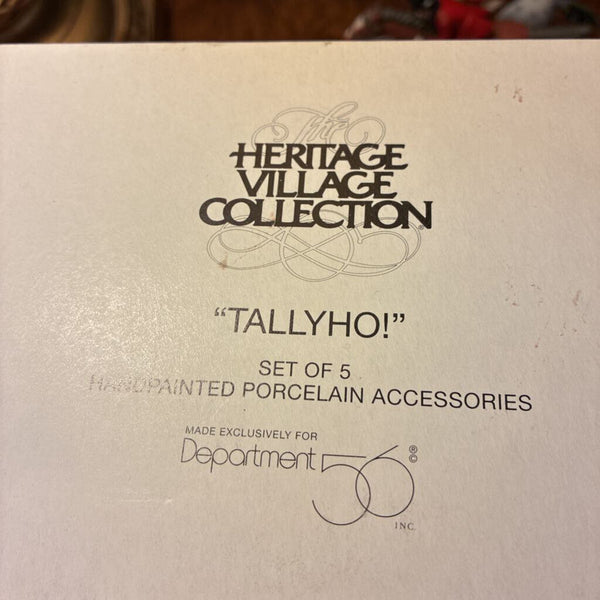 The
HERITAGE
VILLAGE
COLLECTION®
“TALLYHO!”
SET OF 5
HANDPAINTED PORCELAIN ACCESSORIES
MADE EXCLUSIVELY FOR
Department 56 ® ©
INC.